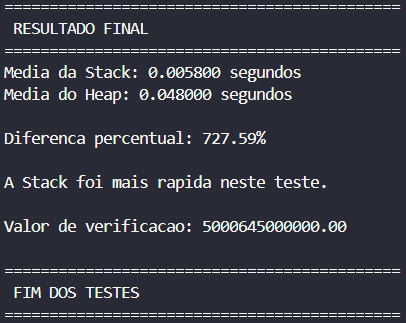 ============================================
RESULTADO FINAL
============================================
Media da Stack: 0.005800 segundos
Media do Heap: 0.048000 segundos
Diferenca percentual: 727.59%
A Stack foi mais rapida neste teste.
Valor de verificacao: 5000645000000.00
============================================
FIM DOS TESTES
============================================